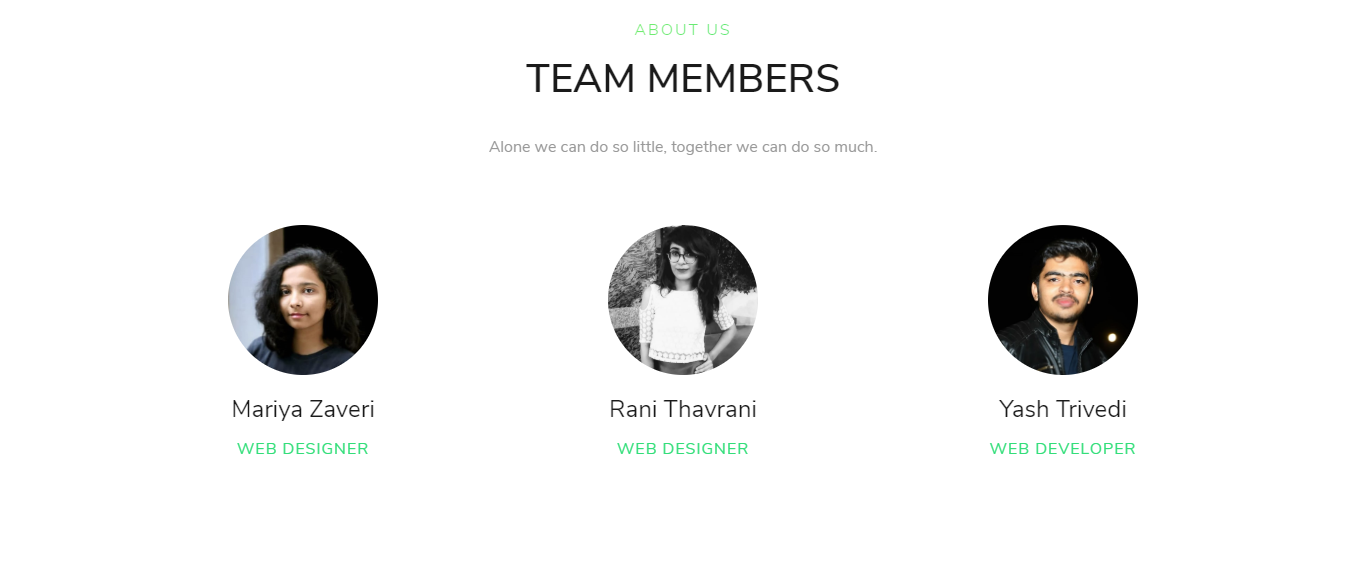 ABOUT US
TEAM MEMBERS
Alone we can do so little, together we can do so much.
Mariya Zaveri
Rani Thavrani
Yash Trivedi
WEB DESIGNER
WEB DESIGNER
WEB DEVELOPER